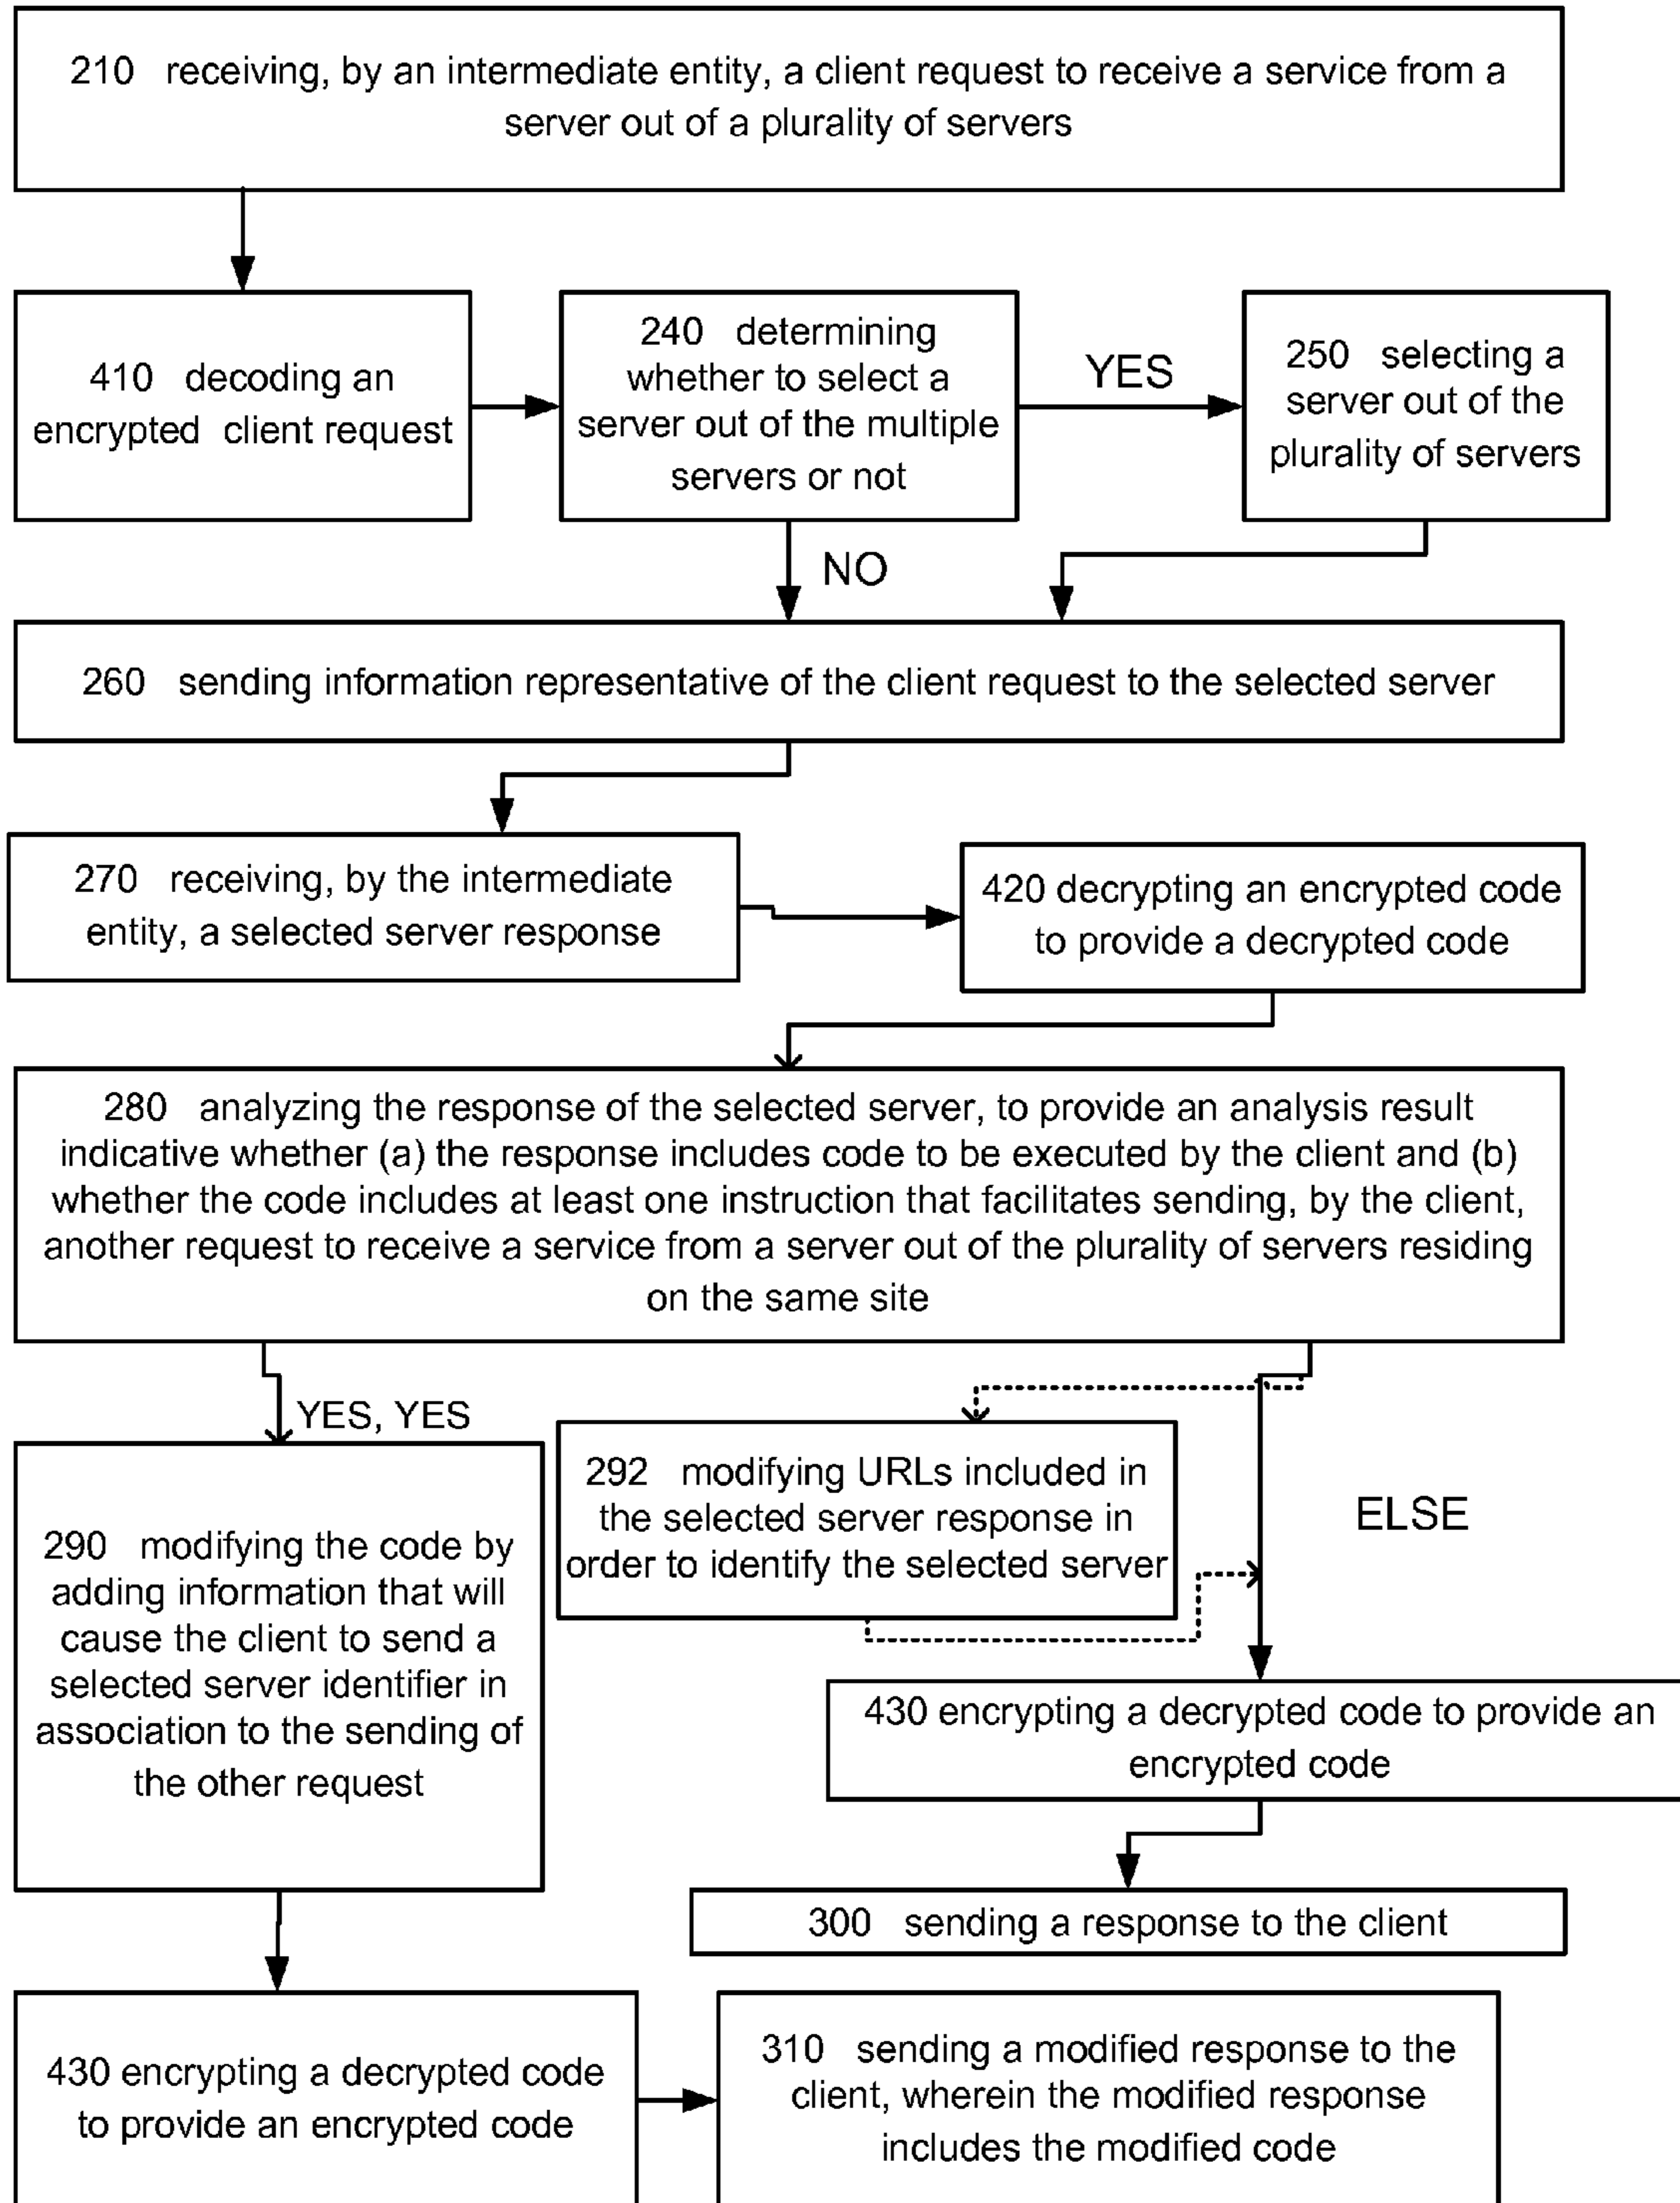 210 receiving, by an intermediate entity, a client request to receive a service from a
server out of a plurality of servers
410 decoding an
encrypted client request
240 determining
whether to select a
server out of the multiple
servers or not
YES
250 selecting a
server out of the
plurality of servers
NO
260 sending information representative of the client request to the selected server
270 receiving, by the intermediate
entity, a selected server response
420 decrypting an encrypted code
to provide a decrypted code
280 analyzing the response of the selected server, to provide an analysis result
indicative whether (a) the response includes code to be executed by the client and (b)
whether the code includes at least one instruction that facilitates sending, by the client,
another request to receive a service from a server out of the plurality of servers residing
on the same site
YES, YES
290 modifying the code by
adding information that will
cause the client to send a
selected server identifier in
association to the sending of
the other request
292 modifying URLs included in
the selected server response in
order to identify the selected server
ELSE
430 encrypting a decrypted code to provide an
encrypted code
300 sending a response to the client
430 encrypting a decrypted code
to provide an encrypted code
310 sending a modified response to the
client, wherein the modified response
includes the modified code